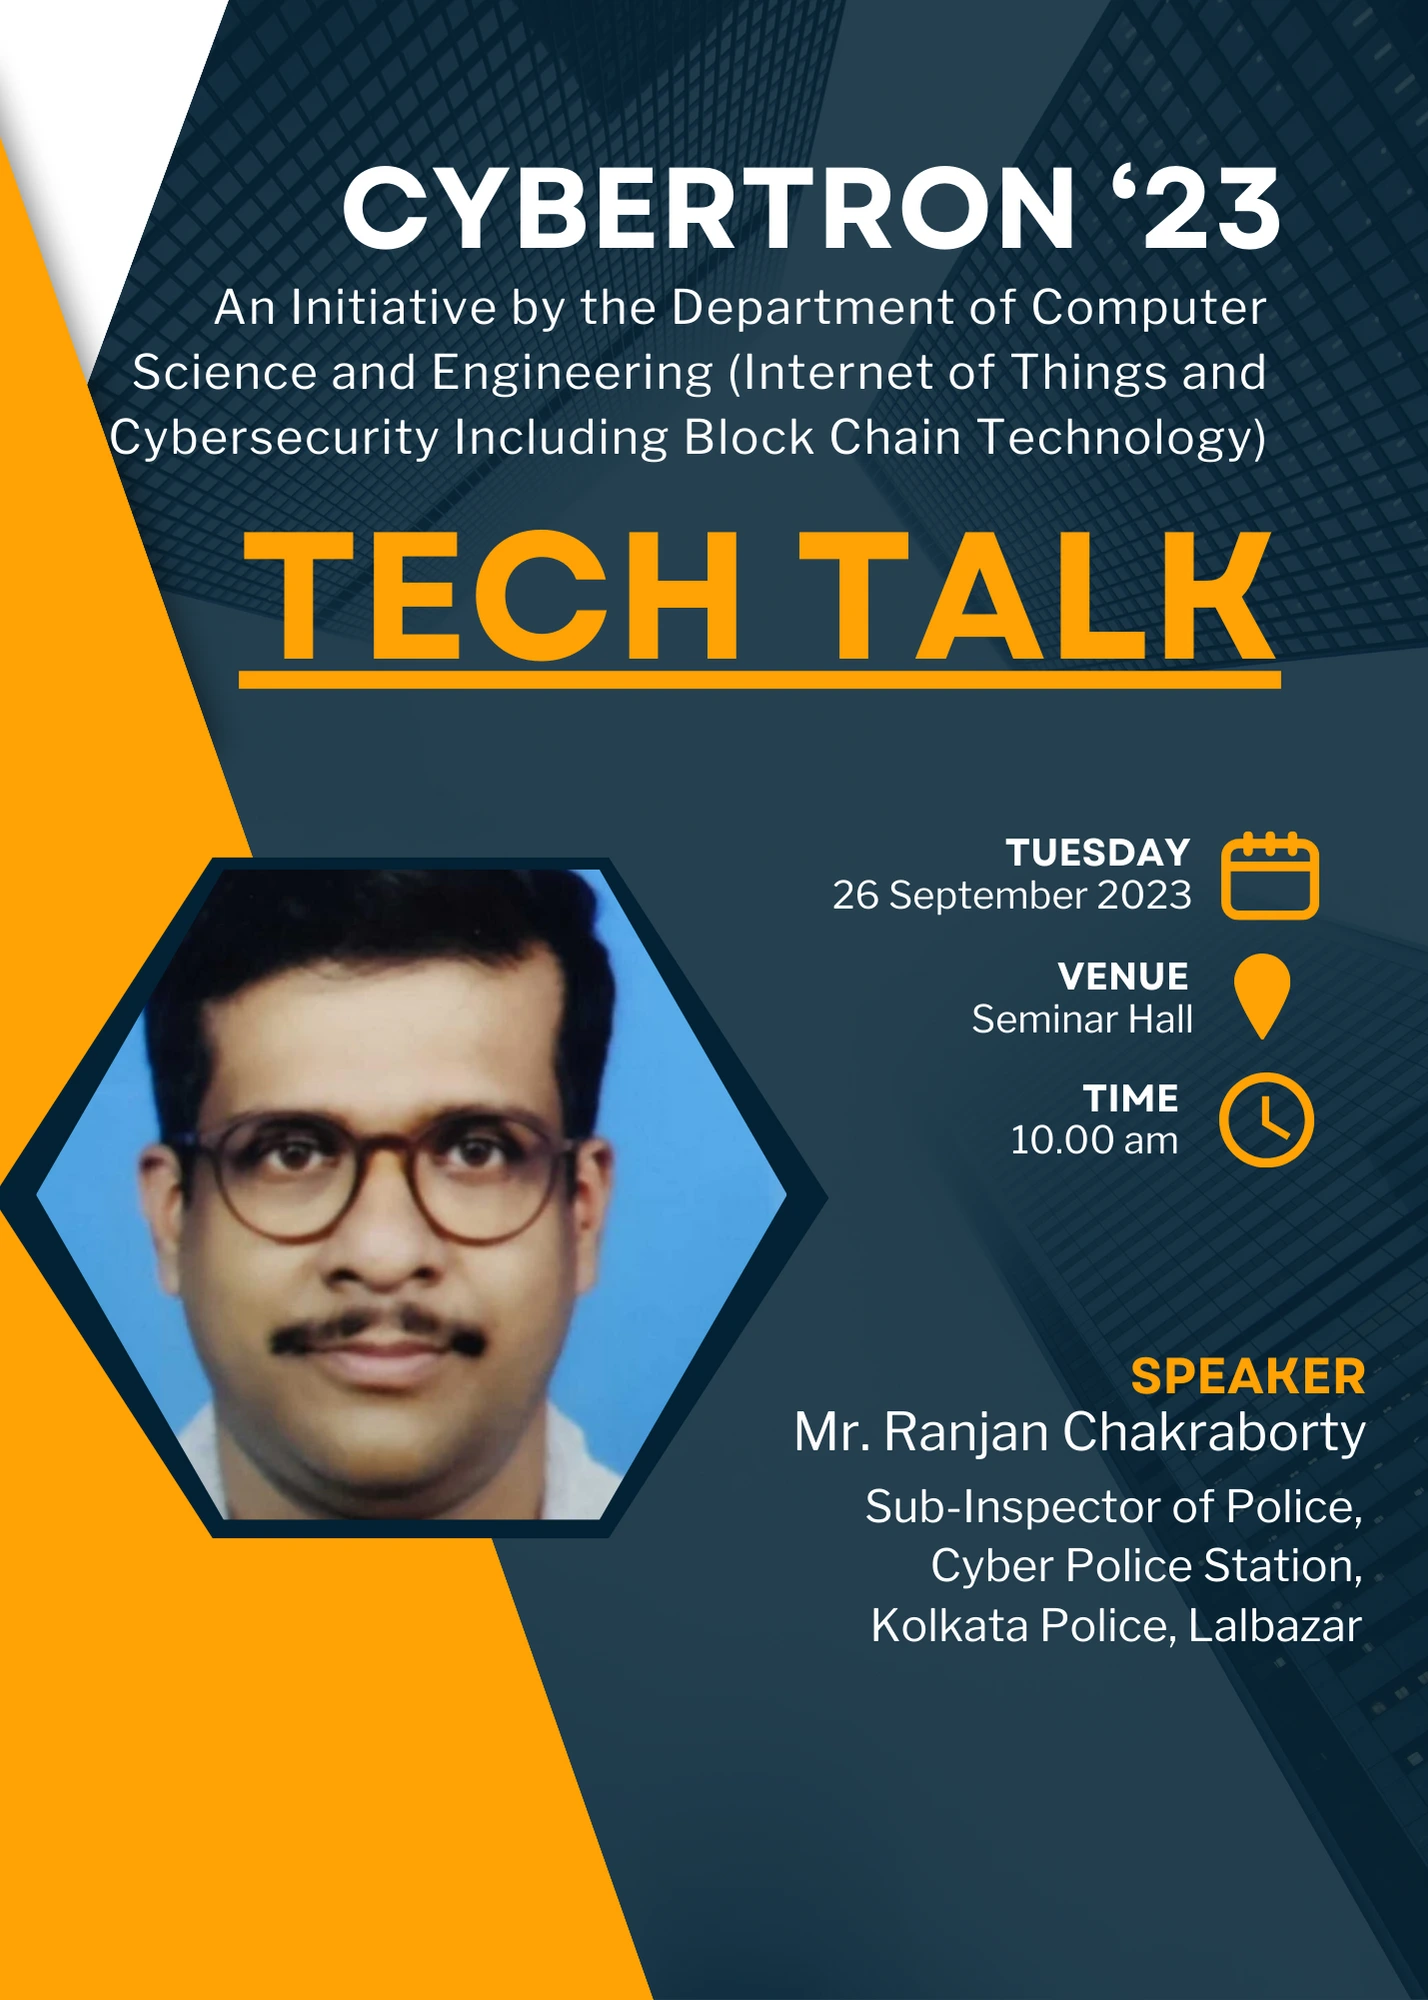 CYBERTRON ‘23
An Initiative by the Department of Computer
Science and Engineering (Internet of Things and
Cybersecurity Including Block Chain Technology)
TECH TALK
TUESDAY
26 September 2023
VENUE
Seminar Hall
TIME
10.00 am
SPEAKER
Mr. Ranjan Chakraborty
Sub-Inspector of Police,
Cyber Police Station,
Kolkata Police, Lalbazar